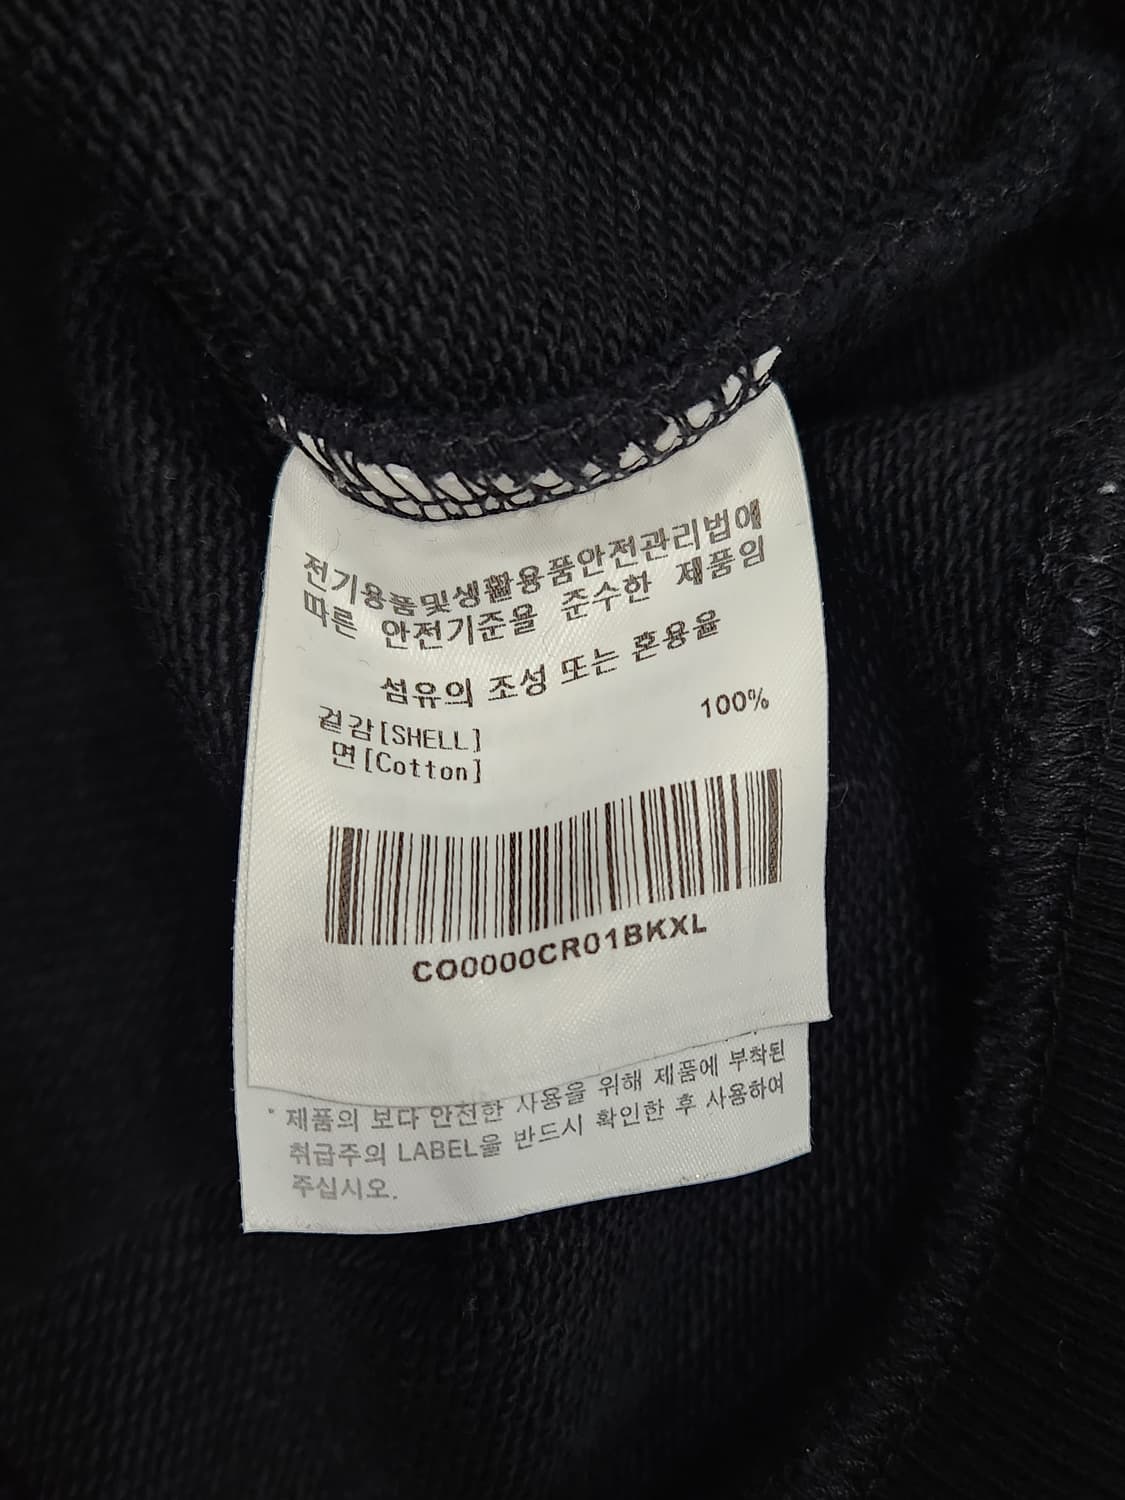 전기용품및생활용품안전관리법에
따른 안전기준을 준수한 제품임
섬유의 조성 또는 혼용율
겉감[SHELL]
면[Cotton] 100%
CO0000CR01BKXL
* 제품의 보다 안전한 사용을 위해 제품에 부착된
취급주의 LABEL을 반드시 확인한 후 사용하여
주십시오.